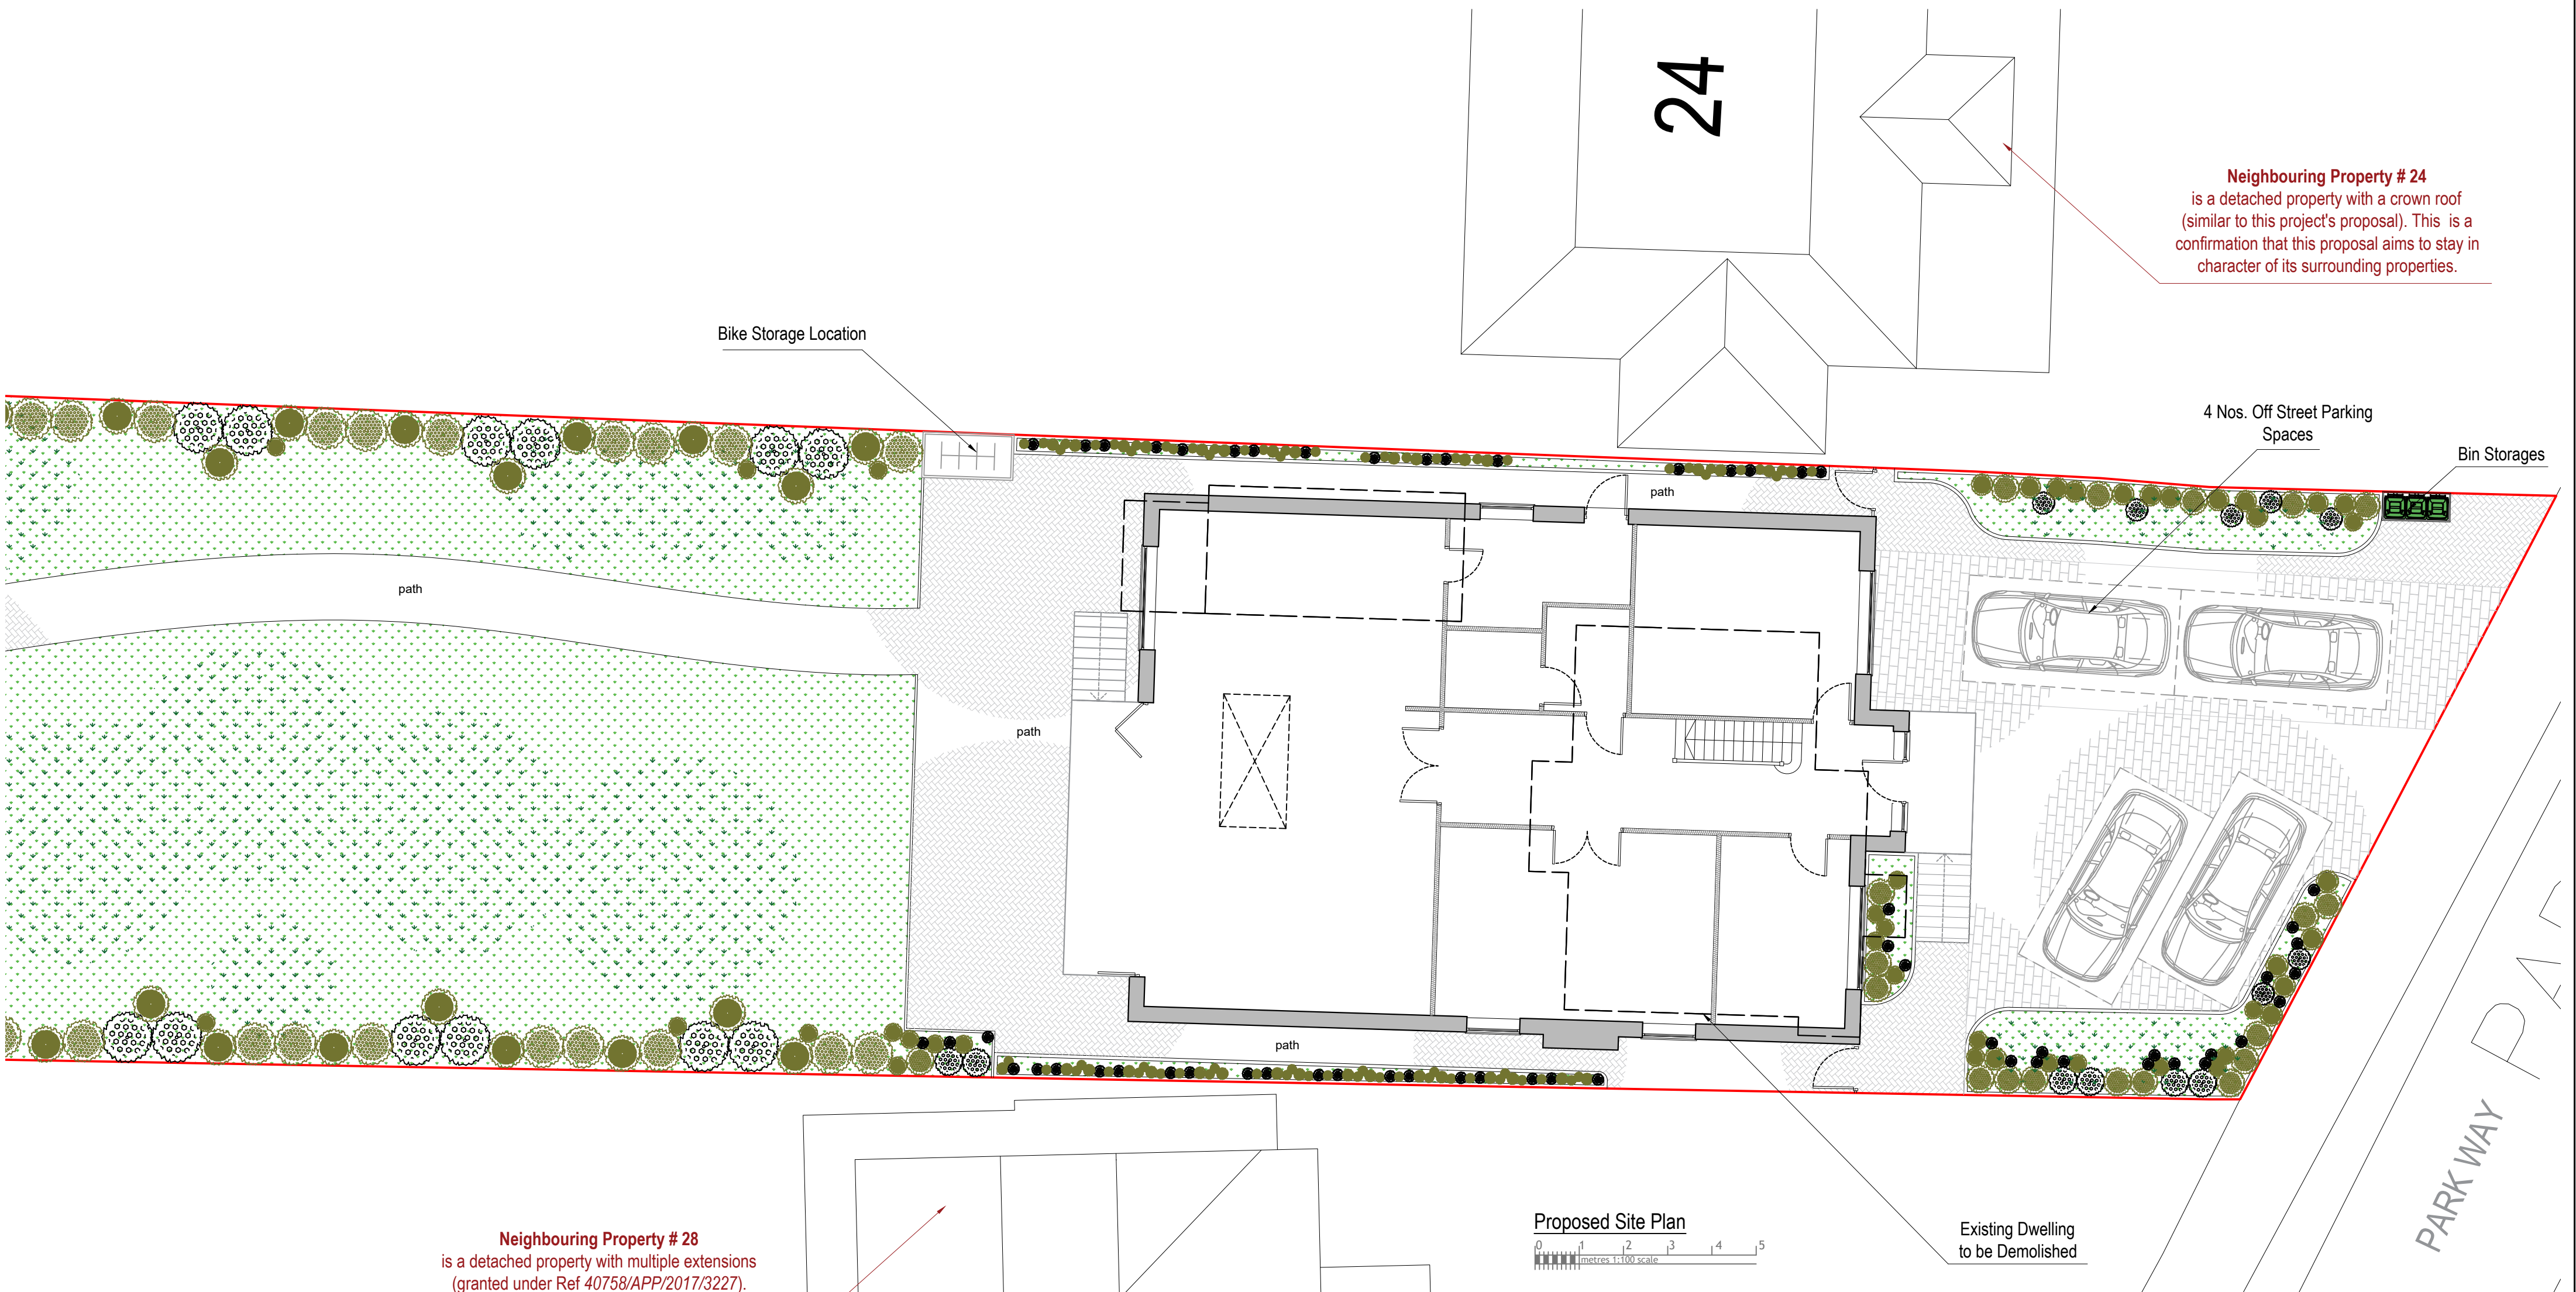 24
Neighbouring Property # 24
is a detached property with a crown roof
(similar to this project's proposal). This is a
confirmation that this proposal aims to stay in
character of its surrounding properties.
Bike Storage Location
4 Nos. Off Street Parking
Spaces
Bin Storages
path
path
path
path
PARK WAY
Neighbouring Property # 28
is a detached property with multiple extensions
(granted under Ref 40758/APP/2017/3227).
Proposed Site Plan
0 1 2 3 4 5
metres 1:100 scale
Existing Dwelling
to be Demolished